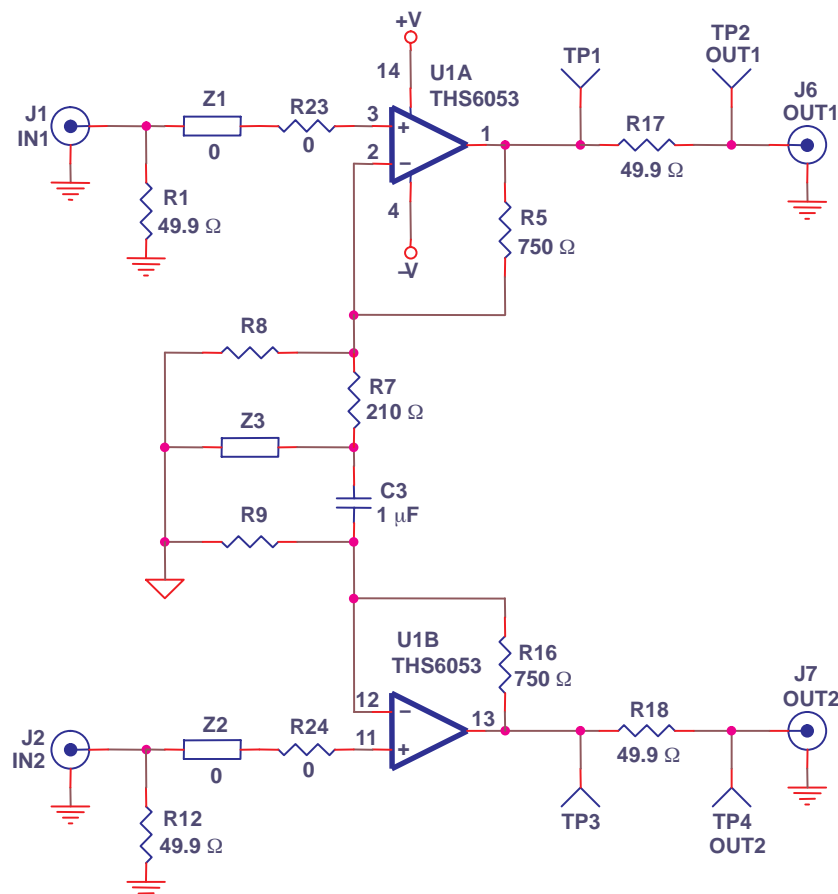 +V
TP1
TP2
OUT1
14
U1A
THS6053
J1
IN1
Z1
0
R23
0
3
+
2
−
1
J6
OUT1
R17
49.9 Ω
R1
49.9 Ω
4
–V
R5
750 Ω
R8
R7
210 Ω
Z3
C3
1 μF
R9
U1B
THS6053
R16
750 Ω
12
−
11
+
13
J7
OUT2
R18
49.9 Ω
J2
IN2
Z2
0
R24
0
R12
49.9 Ω
TP3
TP4
OUT2